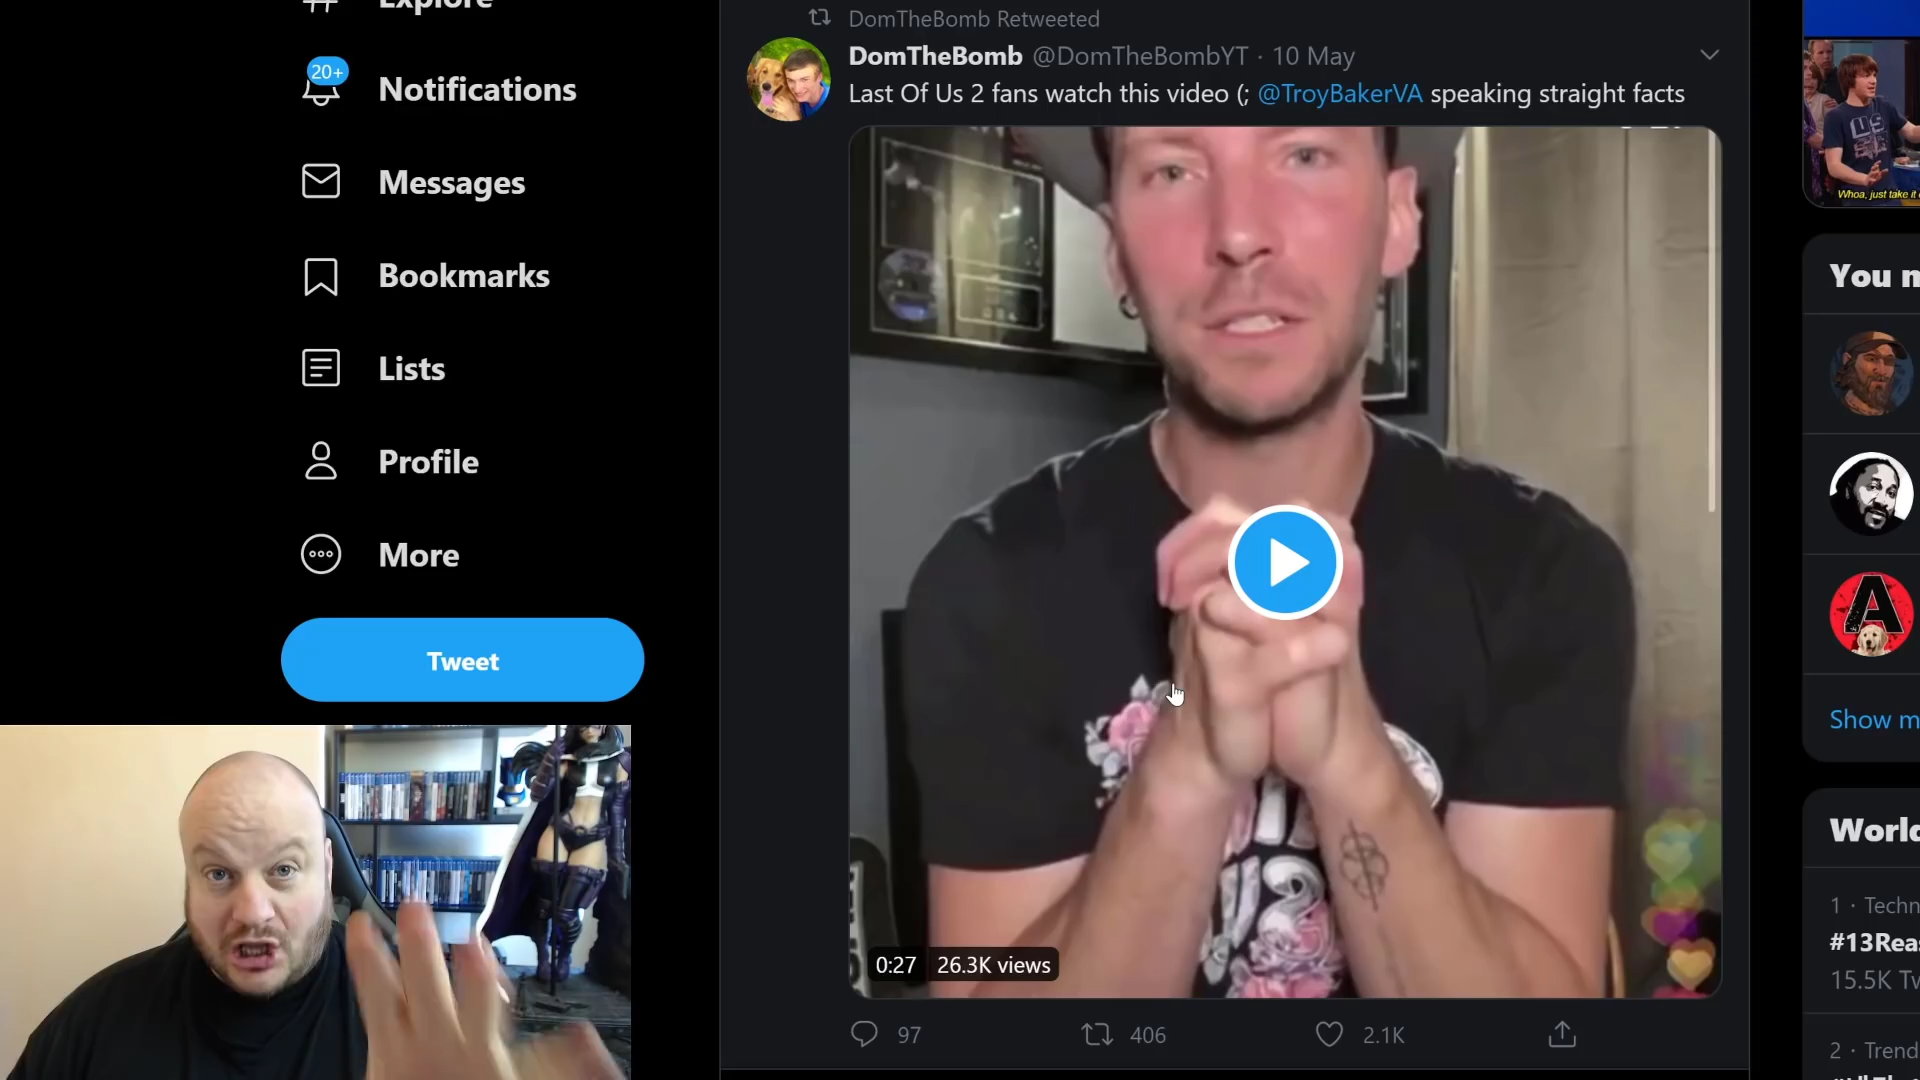 Explore
20+
Notifications
Messages
Bookmarks
Lists
Profile
More
Tweet
DomTheBomb Retweeted
DomTheBomb @DomTheBombYT · 10 May
Last Of Us 2 fans watch this video (; @TroyBakerVA speaking straight facts
0:27 26.3K views
97 406 2.1K
Whoa, just take it
You
Show
1 · Techn
#13Rea
15.5K Tw
2 · Trend